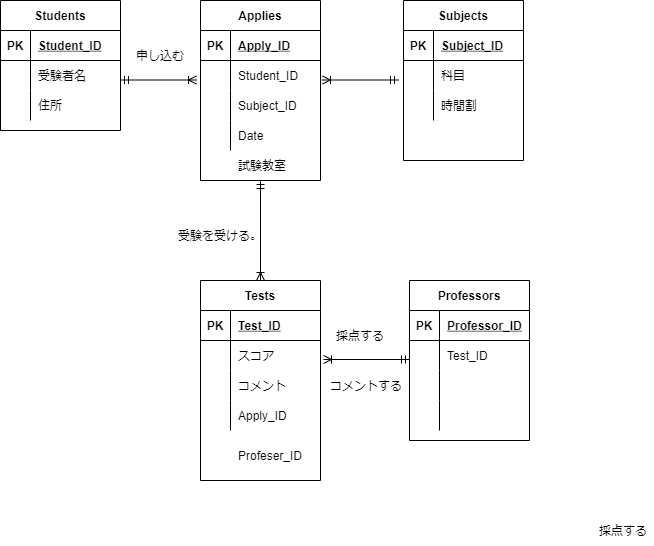 Students
PK Student_ID
受験者名
住所
申し込む
Applies
PK Apply_ID
Student_ID
Subject_ID
Date
試験教室
Subjects
PK Subject_ID
科目
時間割
受験を受ける。
Tests
PK Test_ID
スコア
コメント
Apply_ID
Profeser_ID
採点する
コメントする
Professors
PK Professor_ID
Test_ID
採点する